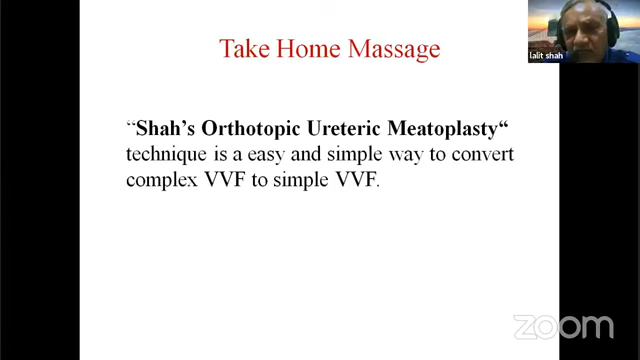 Take Home Massage
lalit shah
“Shah’s Orthotopic Ureteric Meatoplasty“
technique is a easy and simple way to convert
complex VVF to simple VVF.
zoom